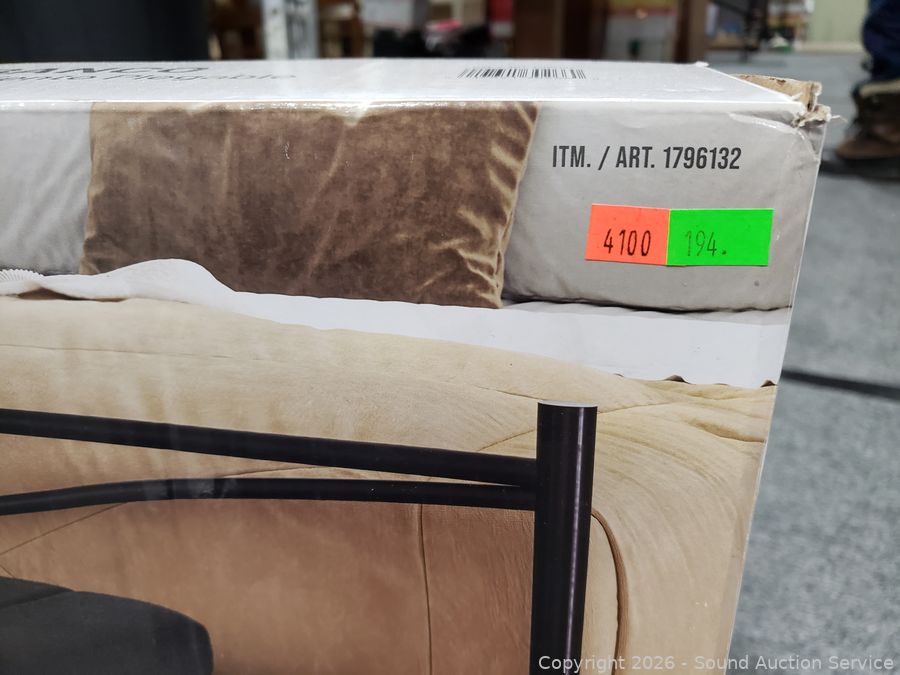 ITM. / ART. 1796132
4100 194.
Copyright © 2026 - Sound Auction Service